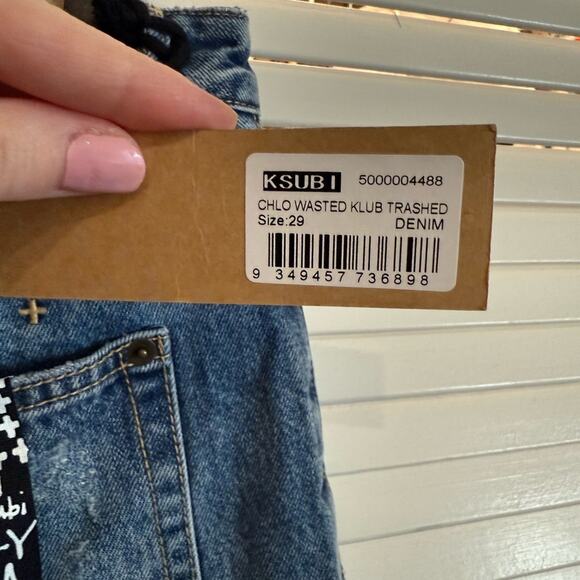 KSUBI 5000004488
CHLO WASTED KLUB TRASHED
Size:29 DENIM
9 349457 736898